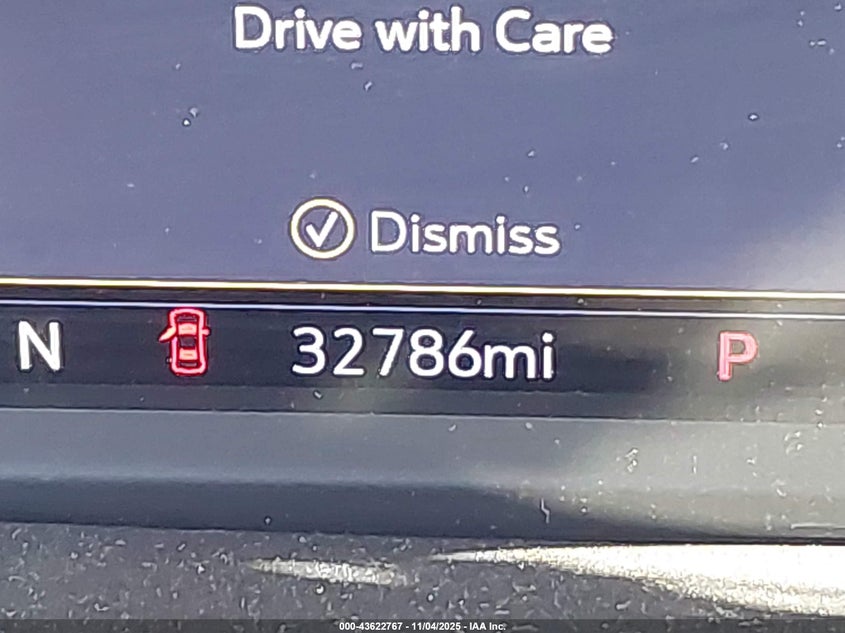 Drive with Care
Dismiss
N 32786mi P
000-43622767 - 11/04/2025 - IAA Inc.